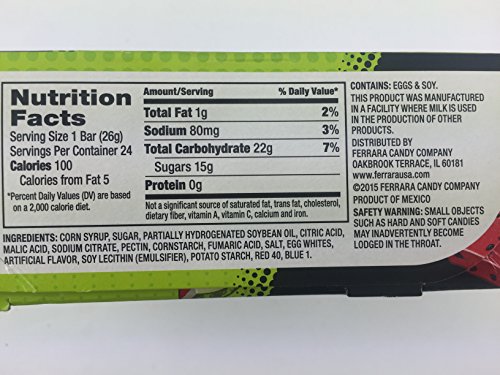 Nutrition
Facts
Serving Size 1 Bar (26g)
Servings Per Container 24
Calories 100
Calories from Fat 5
*Percent Daily Values (DV) are based
on a 2,000 calorie diet.
Amount/Serving % Daily Value*
Total Fat 1g 2%
Sodium 80mg 3%
Total Carbohydrate 22g 7%
Sugars 15g
Protein 0g
Not a significant source of saturated fat, trans fat, cholesterol,
dietary fiber, vitamin A, vitamin C, calcium and iron.
INGREDIENTS: CORN SYRUP, SUGAR, PARTIALLY HYDROGENATED SOYBEAN OIL, CITRIC ACID,
MALIC ACID, SODIUM CITRATE, PECTIN, CORNSTARCH, FUMARIC ACID, SALT, EGG WHITES,
ARTIFICIAL FLAVOR, SOY LECITHIN (EMULSIFIER), POTATO STARCH, RED 40, BLUE 1.
CONTAINS: EGGS & SOY.
THIS PRODUCT WAS MANUFACTURED
IN A FACILITY WHERE MILK IS USED
IN THE PRODUCTION OF OTHER
PRODUCTS.
DISTRIBUTED BY
FERRARA CANDY COMPANY
OAKBROOK TERRACE, IL 60181
www.ferrarausa.com
©2015 FERRARA CANDY COMPANY
PRODUCT OF MEXICO
SAFETY WARNING: SMALL OBJECTS
SUCH AS HARD AND SOFT CANDIES
MAY INADVERTENTLY BECOME
LODGED IN THE THROAT.